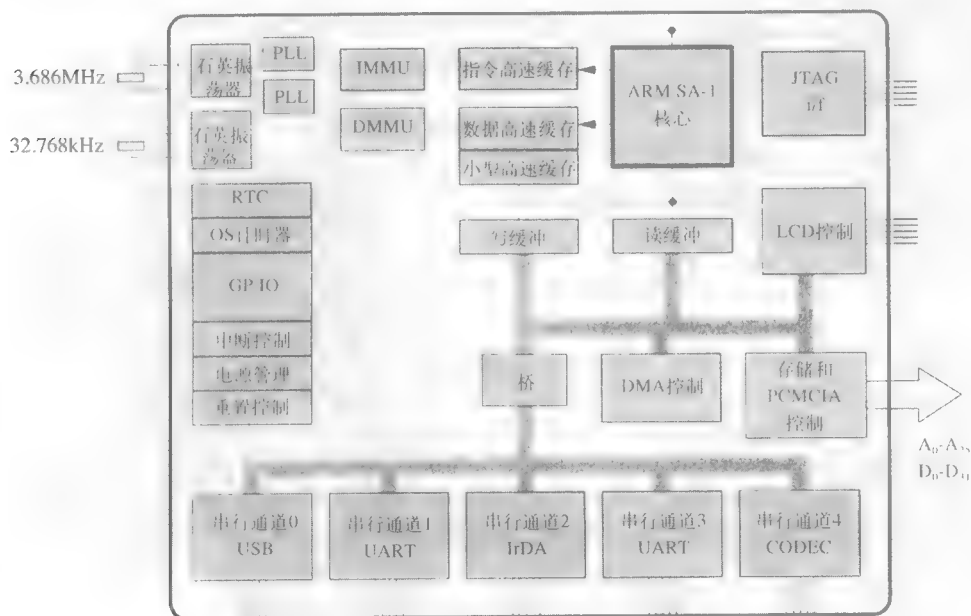 3.686MHz
32.768kHz
石英振
荡器
石英振
荡器
PLL
PLL
IMMU
DMMU
指令高速缓存
数据高速缓存
小型高速缓存
ARM SA-1
核心
JTAG
i/f
RTC
OS计时器
GPIO
中断控制
电源管理
重置控制
写缓冲
读缓冲
LCD控制
桥
DMA控制
存储和
PCMCIA
控制
串行通道0
USB
串行通道1
UART
串行通道2
IrDA
串行通道3
UART
串行通道4
CODEC